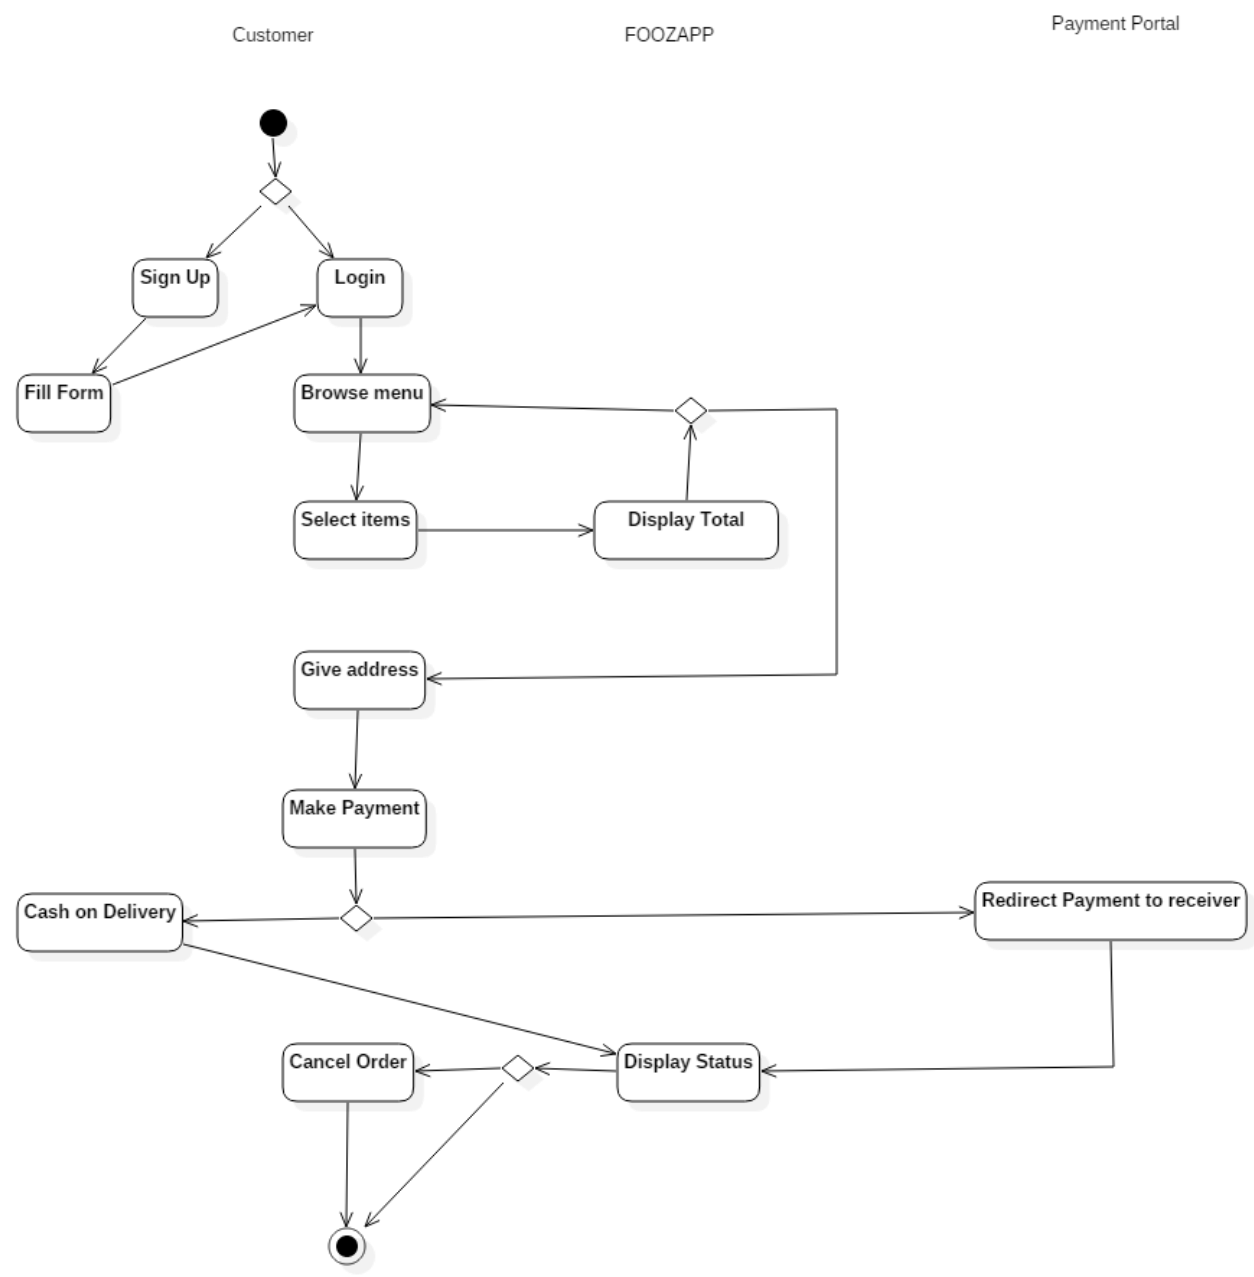 Customer
FOOZAPP
Payment Portal
Sign Up
Login
Fill Form
Browse menu
Select items
Display Total
Give address
Make Payment
Cash on Delivery
Redirect Payment to receiver
Cancel Order
Display Status